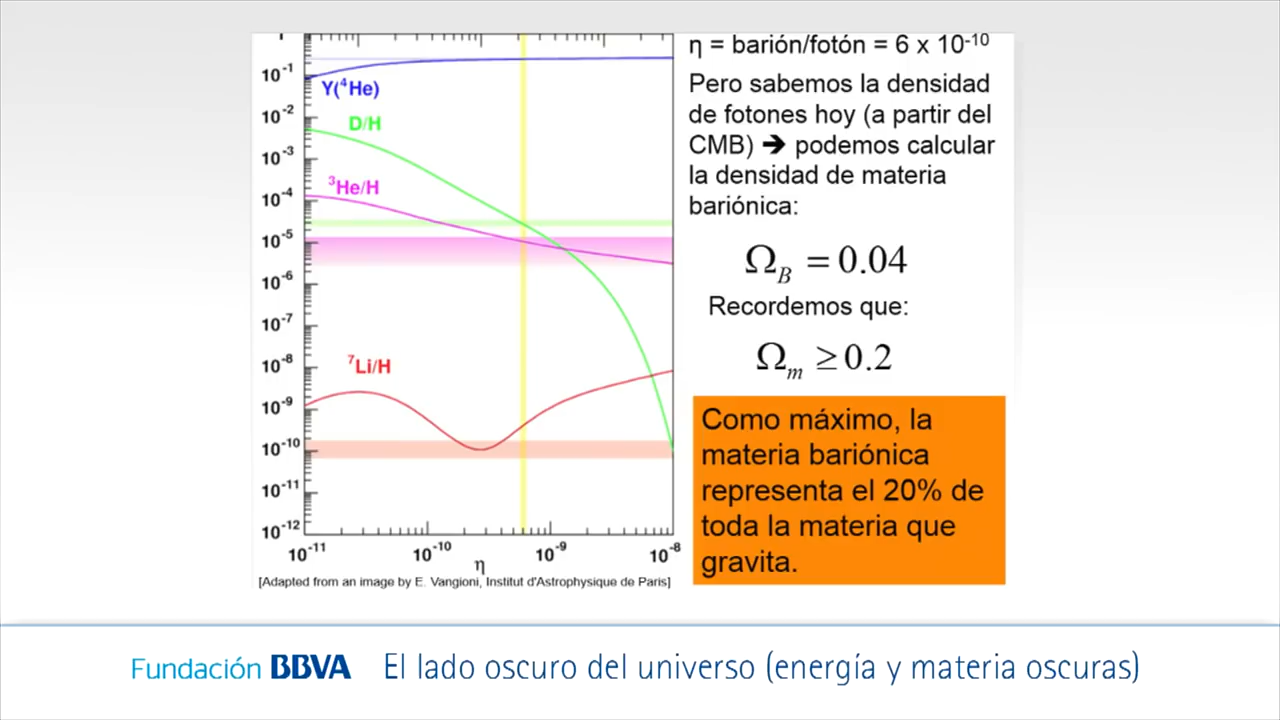 10⁻¹
Y(⁴He)
10⁻²
D/H
10⁻³
³He/H
10⁻⁴
10⁻⁵
10⁻⁶
10⁻⁷
10⁻⁸
⁷Li/H
10⁻⁹
10⁻¹⁰
10⁻¹¹
10⁻¹²
10⁻¹¹ 10⁻¹⁰ 10⁻⁹ 10⁻⁸
η
[Adapted from an image by E. Vangioni, Institut d'Astrophysique de Paris]
η = barión/fotón = 6 x 10⁻¹⁰
Pero sabemos la densidad
de fotones hoy (a partir del
CMB) ➔ podemos calcular
la densidad de materia
bariónica:
Ω_B = 0.04
Recordemos que:
Ω_m ≥ 0.2
Como máximo, la
materia bariónica
representa el 20% de
toda la materia que
gravita.
Fundación BBVA El lado oscuro del universo (energía y materia oscuras)